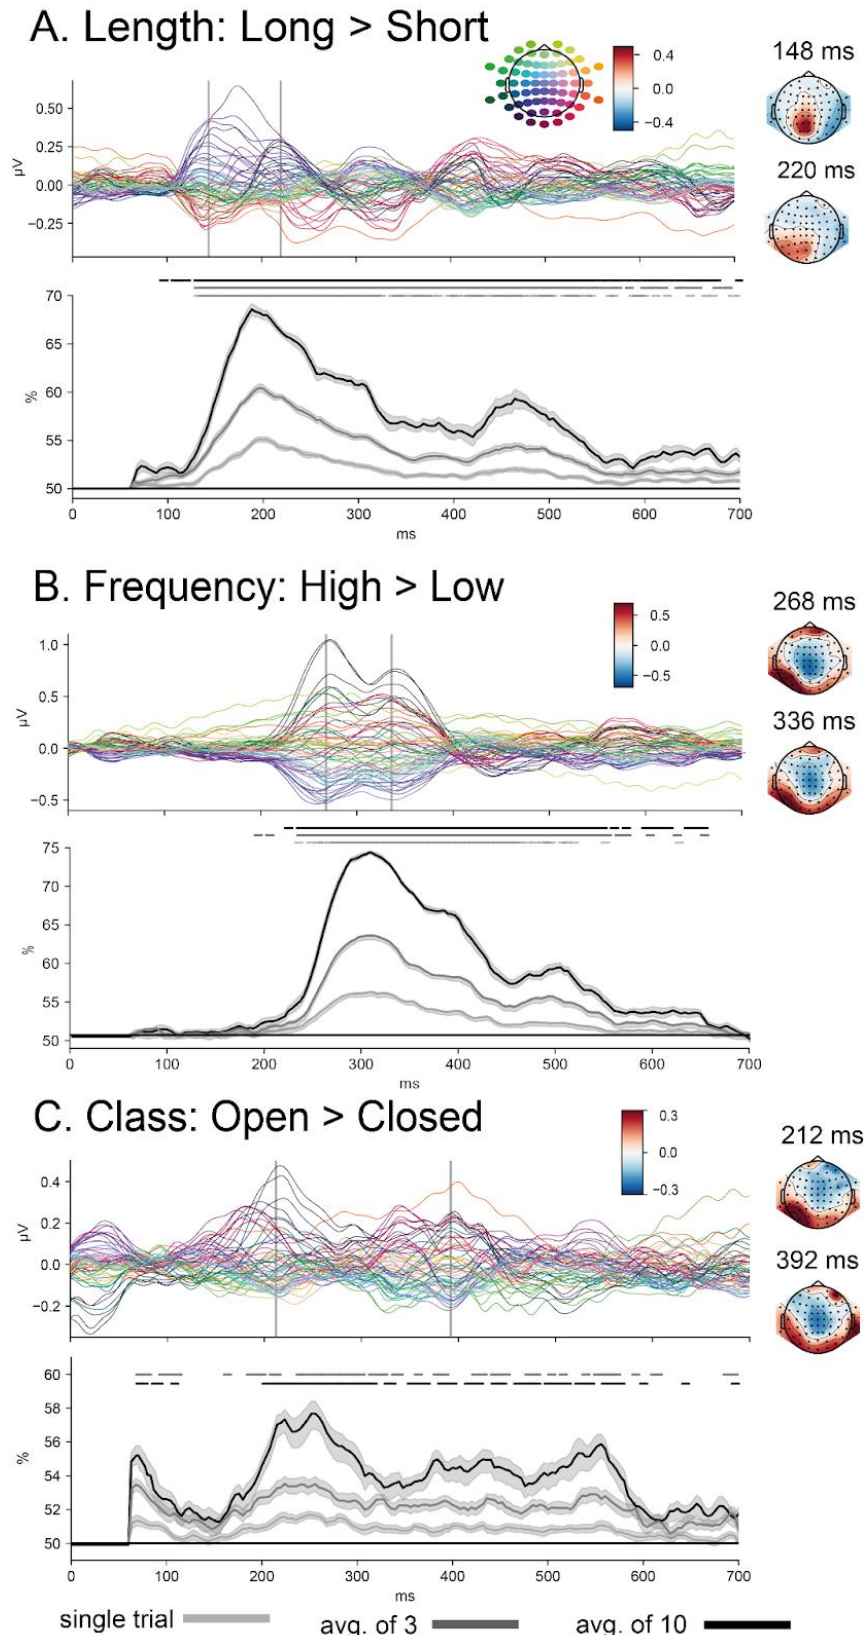 A. Length: Long > Short
148 ms
0.4
0.0
−0.4
0.50
0.25
0.00
−0.25
μV
220 ms
70
65
60
55
50
%
0 100 200 300 400 500 600 700
ms
B. Frequency: High > Low
268 ms
0.5
0.0
−0.5
1.0
0.5
0.0
−0.5
μV
336 ms
75
70
65
60
55
50
%
0 100 200 300 400 500 600 700
ms
C. Class: Open > Closed
212 ms
0.3
0.0
−0.3
0.4
0.2
0.0
−0.2
μV
392 ms
60
58
56
54
52
50
%
0 100 200 300 400 500 600 700
ms
single trial avg. of 3 avg. of 10